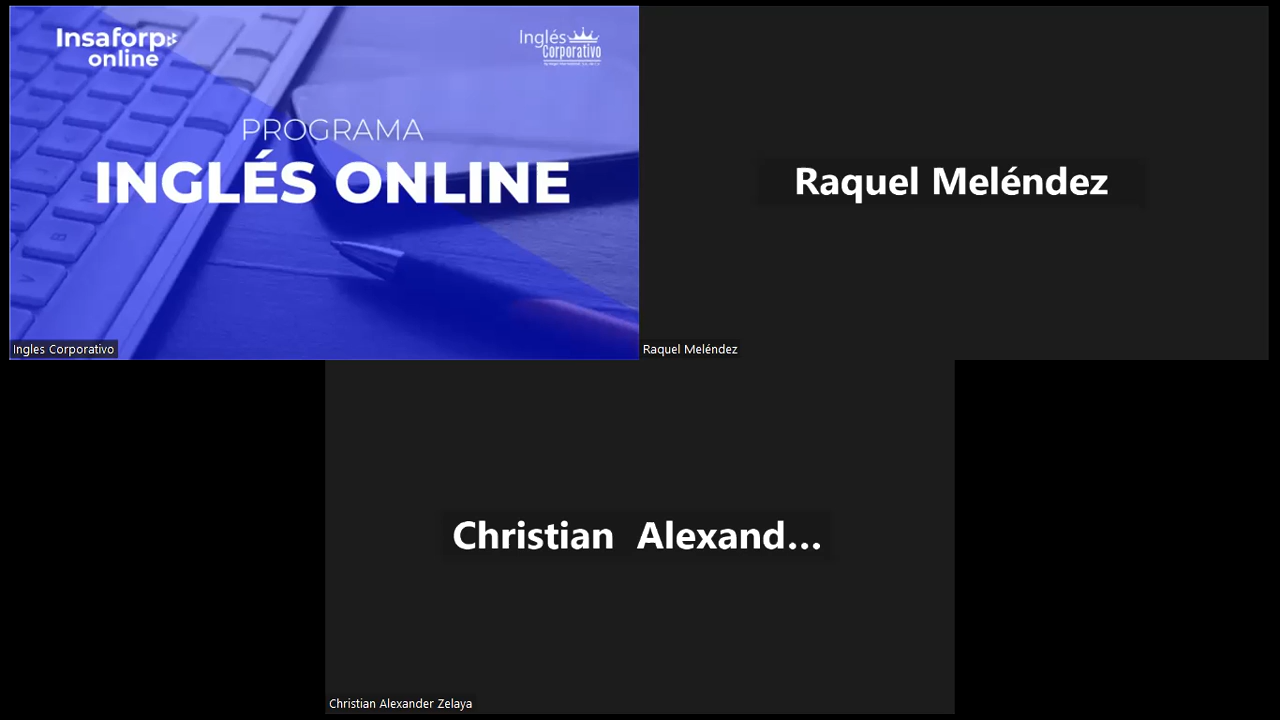 Insaforp
online
Inglés
Corporativo
PROGRAMA
INGLÉS ONLINE
Ingles Corporativo
Raquel Meléndez
Raquel Meléndez
Christian Alexand...
Christian Alexander Zelaya